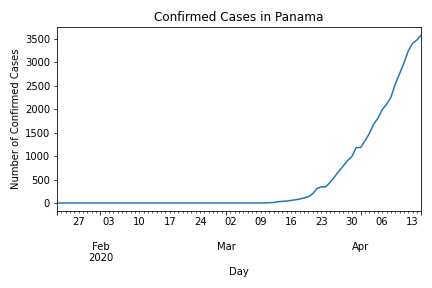 Confirmed Cases in Panama
Number of Confirmed Cases
3500
3000
2500
2000
1500
1000
500
0
27 03 10 17 24 02 09 16 23 30 06 13
Feb Mar Apr
2020
Day